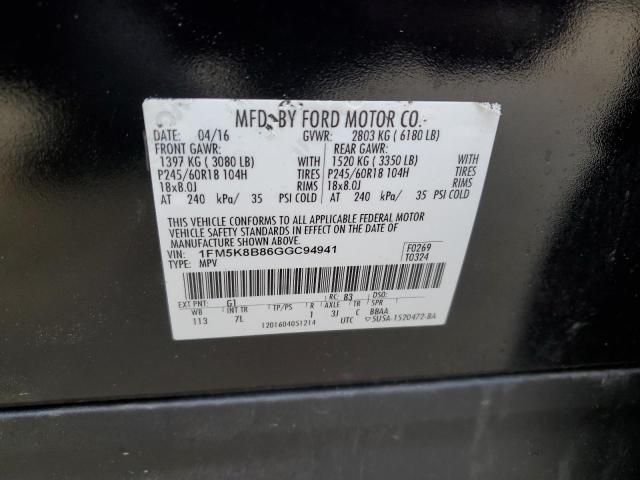 MFD. BY FORD MOTOR CO.
DATE: 04/16 GVWR: 2803 KG ( 6180 LB)
FRONT GAWR: REAR GAWR:
1397 KG ( 3080 LB) WITH 1520 KG ( 3350 LB) WITH
P245/60R18 104H TIRES P245/60R18 104H TIRES
18x8.0J RIMS 18x8.0J RIMS
AT 240 kPa/ 35 PSI COLD AT 240 kPa/ 35 PSI COLD
THIS VEHICLE CONFORMS TO ALL APPLICABLE FEDERAL MOTOR
VEHICLE SAFETY STANDARDS IN EFFECT ON THE DATE OF
MANUFACTURE SHOWN ABOVE.
VIN: 1FM5K8B86GGC94941 F0269
TYPE: MPV T0324
EXT PNT: G1 RC: B3 DSO:
WB INT TR TP/PS R AXLE TR SPR
113 7L 1 3J C BBAA
1201604051214 UTC 5U5A-1520472-BA